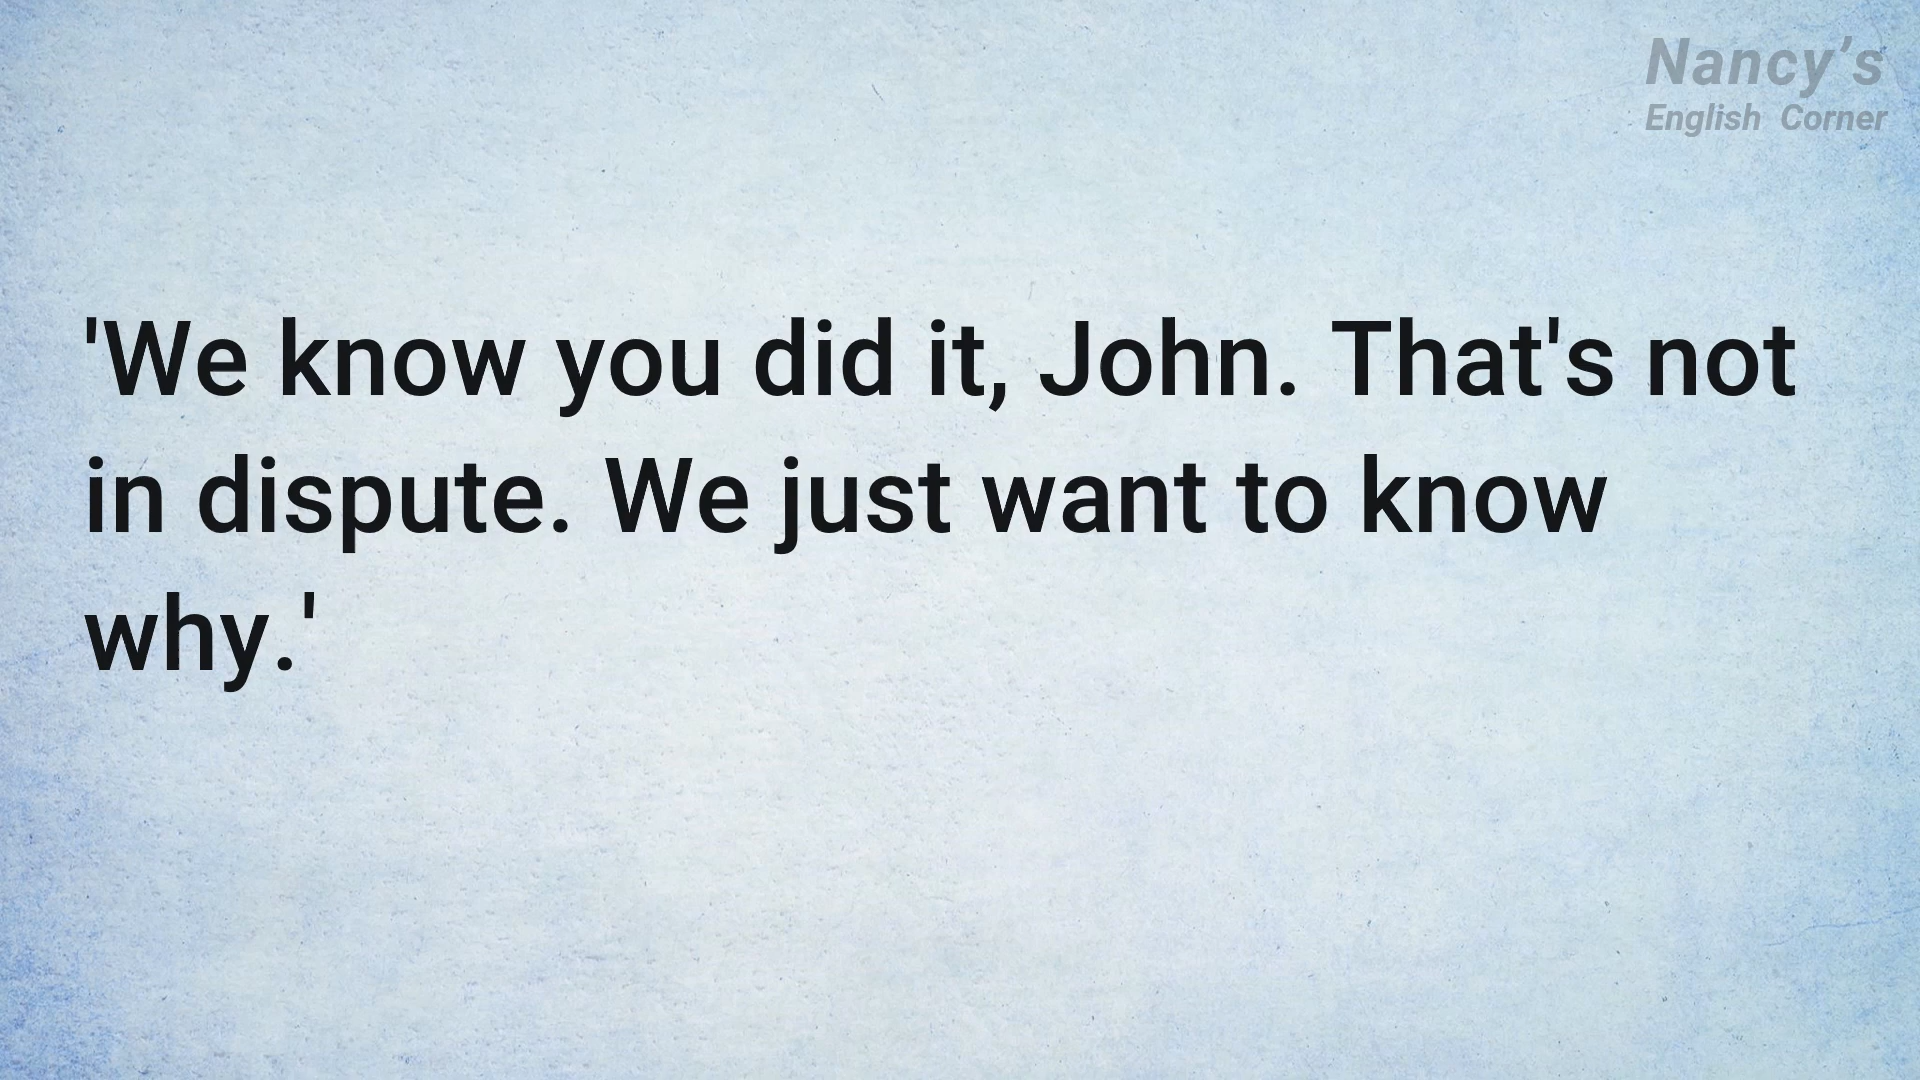 Nancy’s
English Corner
'We know you did it, John. That's not
in dispute. We just want to know
why.'